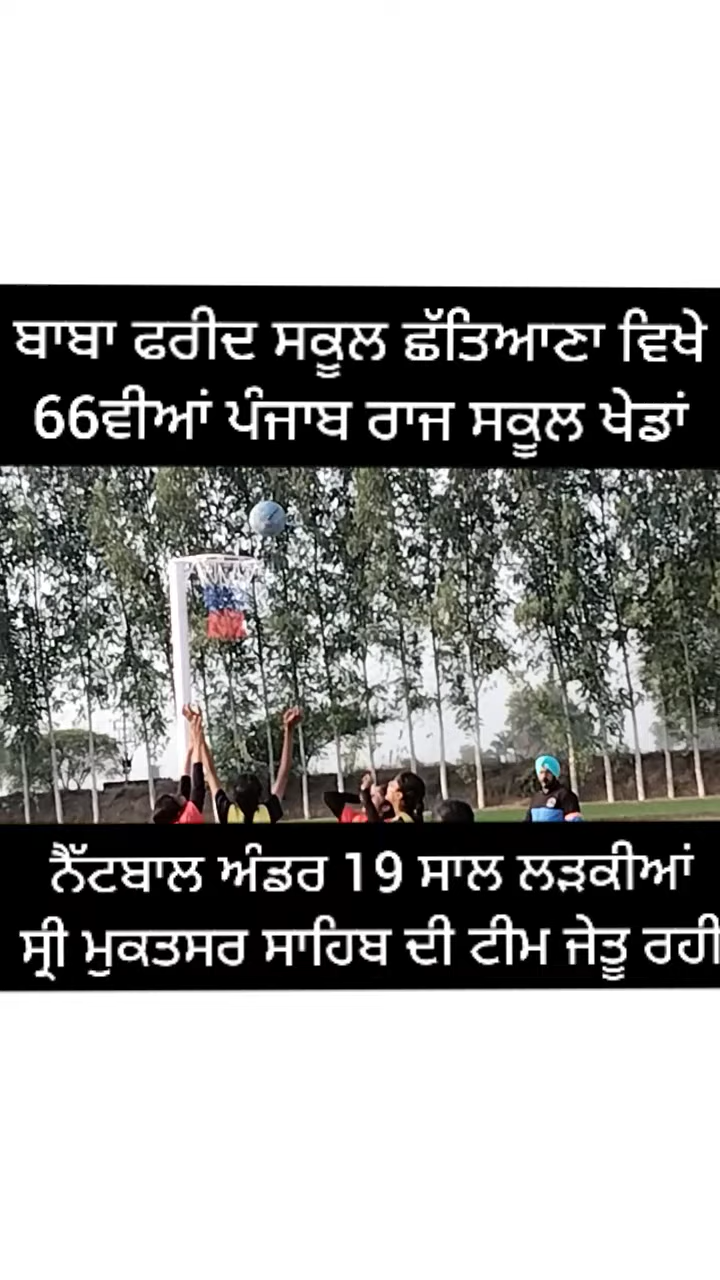 ਬਾਬਾ ਫਰੀਦ ਸਕੂਲ ਛੱਤਿਆਣਾ ਵਿਖੇ
66ਵੀਆਂ ਪੰਜਾਬ ਰਾਜ ਸਕੂਲ ਖੇਡਾਂ
ਨੈੱਟਬਾਲ ਅੰਡਰ 19 ਸਾਲ ਲੜਕੀਆਂ
ਸ੍ਰੀ ਮੁਕਤਸਰ ਸਾਹਿਬ ਦੀ ਟੀਮ ਜੇਤੂ ਰਹੀ